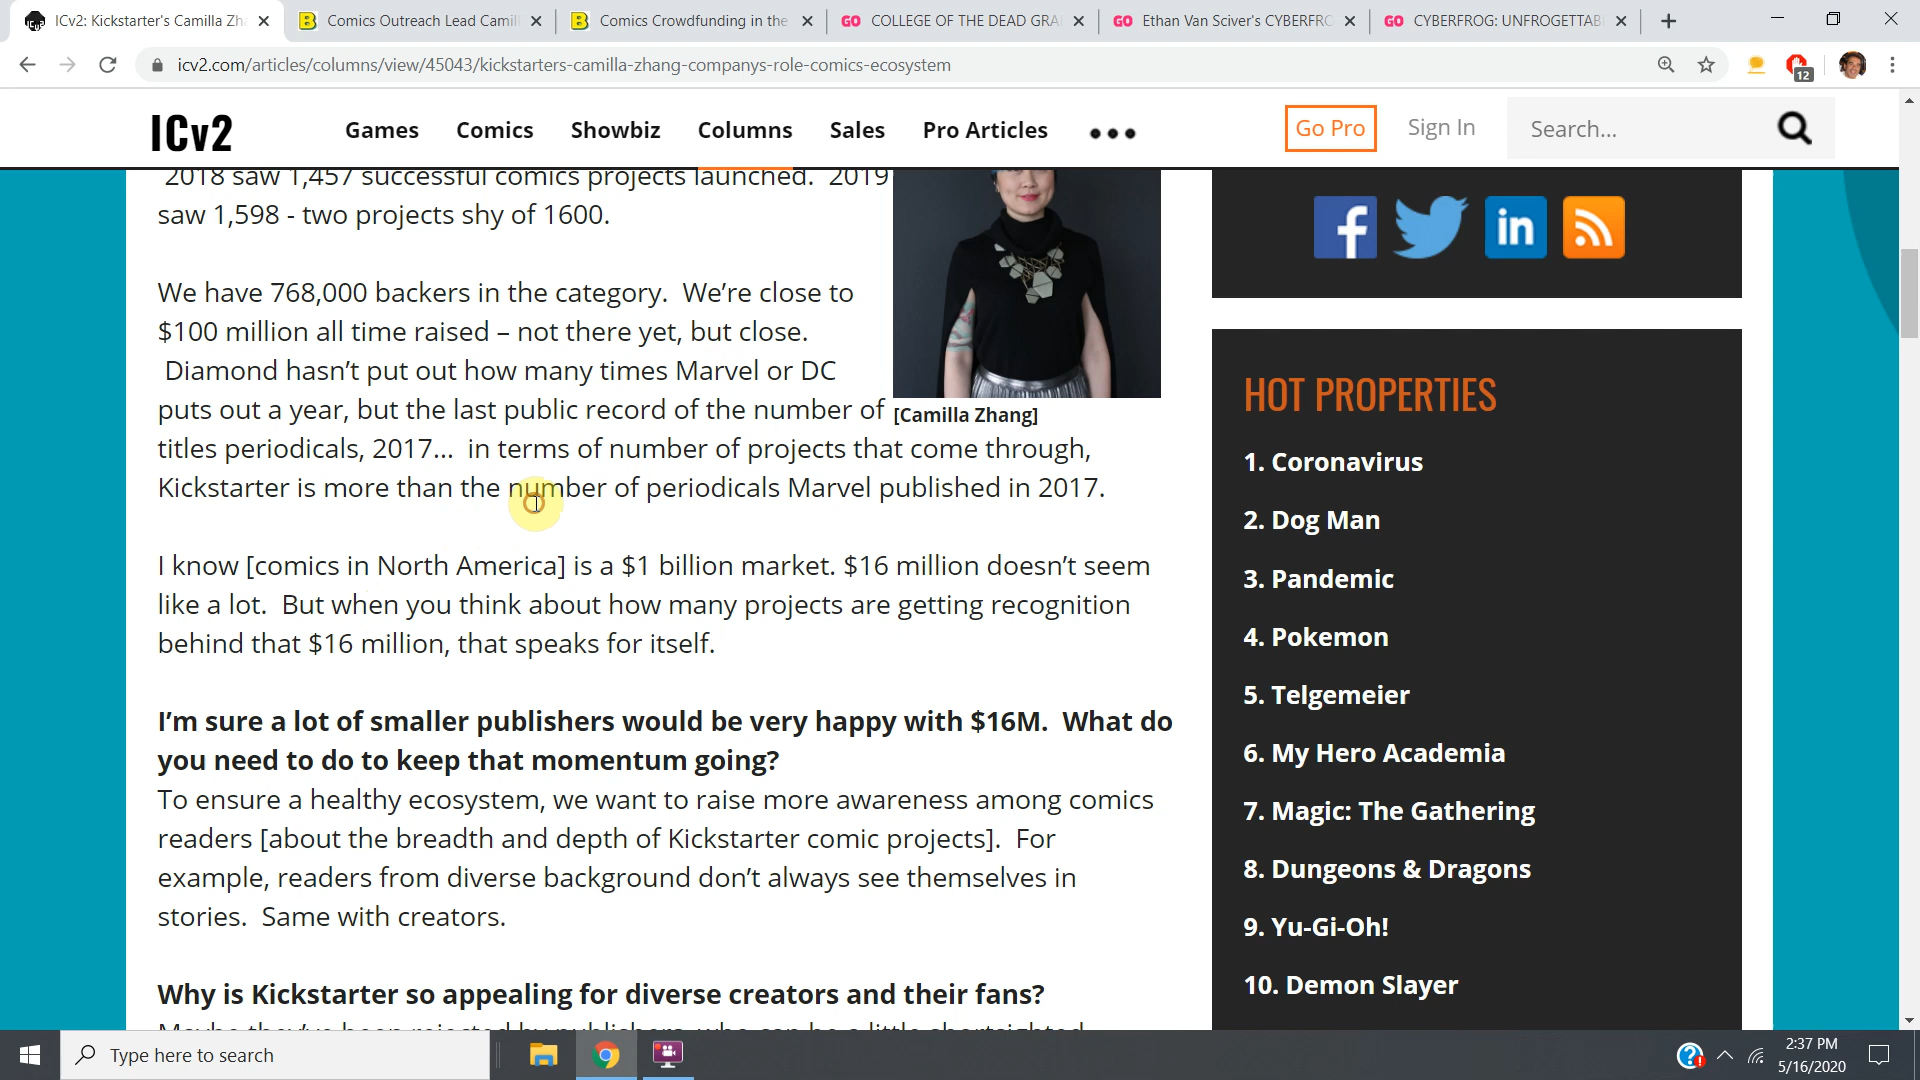 ICv2: Kickstarter's Camilla Zha
Comics Outreach Lead Camil
Comics Crowdfunding in the
GO COLLEGE OF THE DEAD GRA
GO Ethan Van Sciver's CYBERFRO
GO CYBERFROG: UNFROGETTAB
icv2.com/articles/columns/view/45043/kickstarters-camilla-zhang-companys-role-comics-ecosystem
12
ICv2
Games
Comics
Showbiz
Columns
Sales
Pro Articles
Go Pro
Sign In
Search...
2018 saw 1,457 successful comics projects launched. 2019
saw 1,598 - two projects shy of 1600.
We have 768,000 backers in the category. We're close to
$100 million all time raised – not there yet, but close.
Diamond hasn't put out how many times Marvel or DC
puts out a year, but the last public record of the number of
[Camilla Zhang]
titles periodicals, 2017... in terms of number of projects that come through,
Kickstarter is more than the number of periodicals Marvel published in 2017.
I know [comics in North America] is a $1 billion market. $16 million doesn't seem
like a lot. But when you think about how many projects are getting recognition
behind that $16 million, that speaks for itself.
I'm sure a lot of smaller publishers would be very happy with $16M. What do
you need to do to keep that momentum going?
To ensure a healthy ecosystem, we want to raise more awareness among comics
readers [about the breadth and depth of Kickstarter comic projects]. For
example, readers from diverse background don't always see themselves in
stories. Same with creators.
Why is Kickstarter so appealing for diverse creators and their fans?
Maybe they've been rejected by publishers, who can be a little shortsighted
HOT PROPERTIES
1. Coronavirus
2. Dog Man
3. Pandemic
4. Pokemon
5. Telgemeier
6. My Hero Academia
7. Magic: The Gathering
8. Dungeons & Dragons
9. Yu-Gi-Oh!
10. Demon Slayer
Type here to search
2:37 PM
5/16/2020